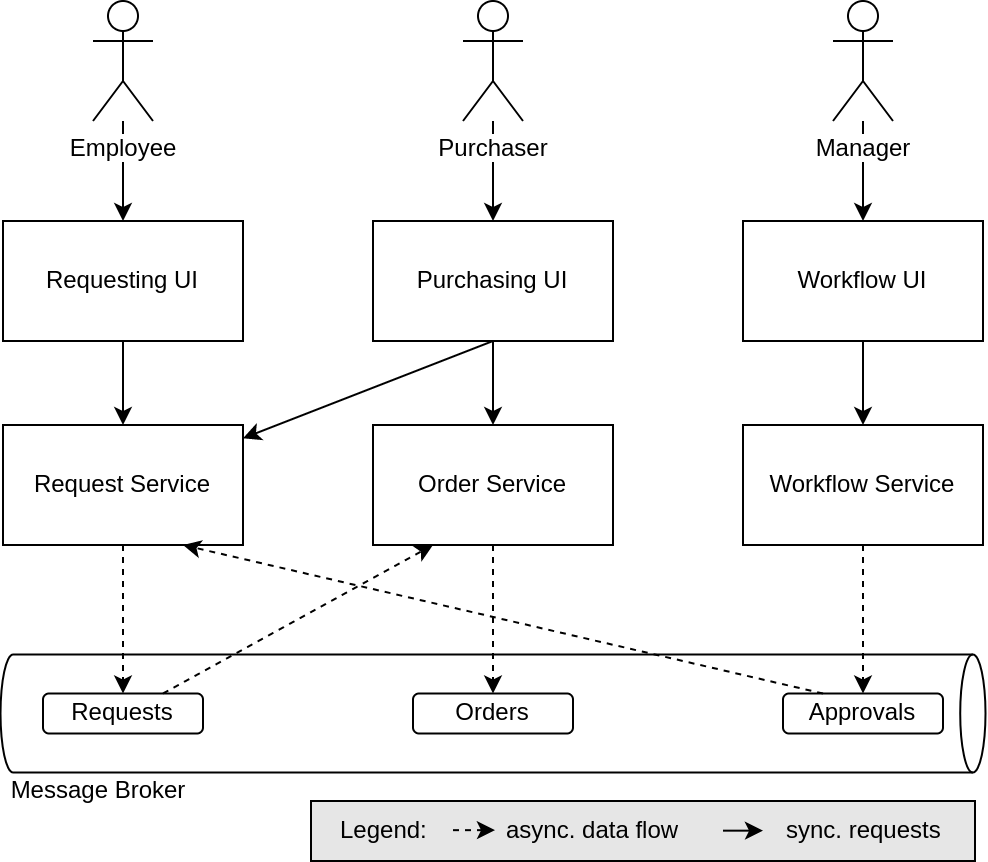 Employee
Purchaser
Manager
Requesting UI
Purchasing UI
Workflow UI
Request Service
Order Service
Workflow Service
Requests
Orders
Approvals
Message Broker
Legend: async. data flow sync. requests